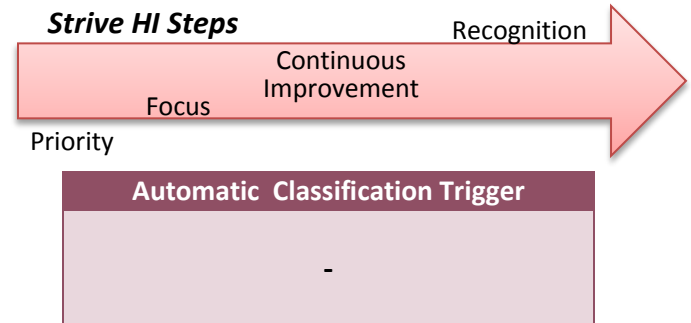 Strive HI Steps
Recognition
Continuous
Improvement
Focus
Priority
Automatic Classification Trigger
-